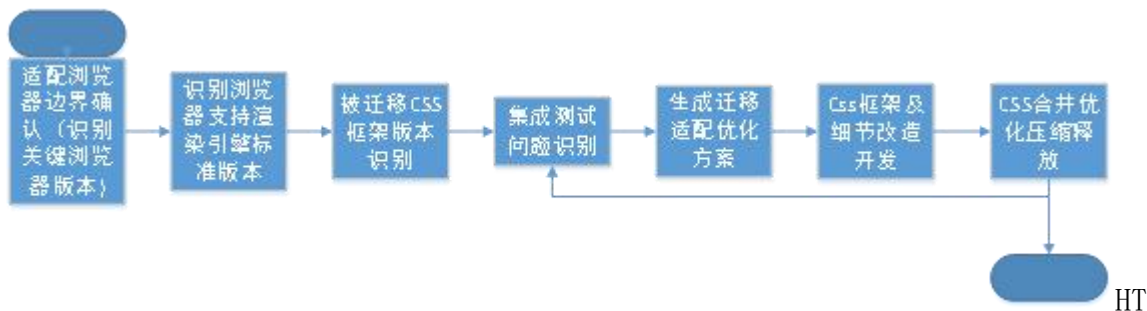 适配浏览
器边界确
认（识别
关键浏览
器版本）
识别浏览
器支持渲
染引擎标
准版本
被迁移CSS
框架版本
识别
集成测试
问题识别
生成迁移
适配优化
方案
Css框架及
细节改造
开发
CSS合并优
化压缩释
放
HT